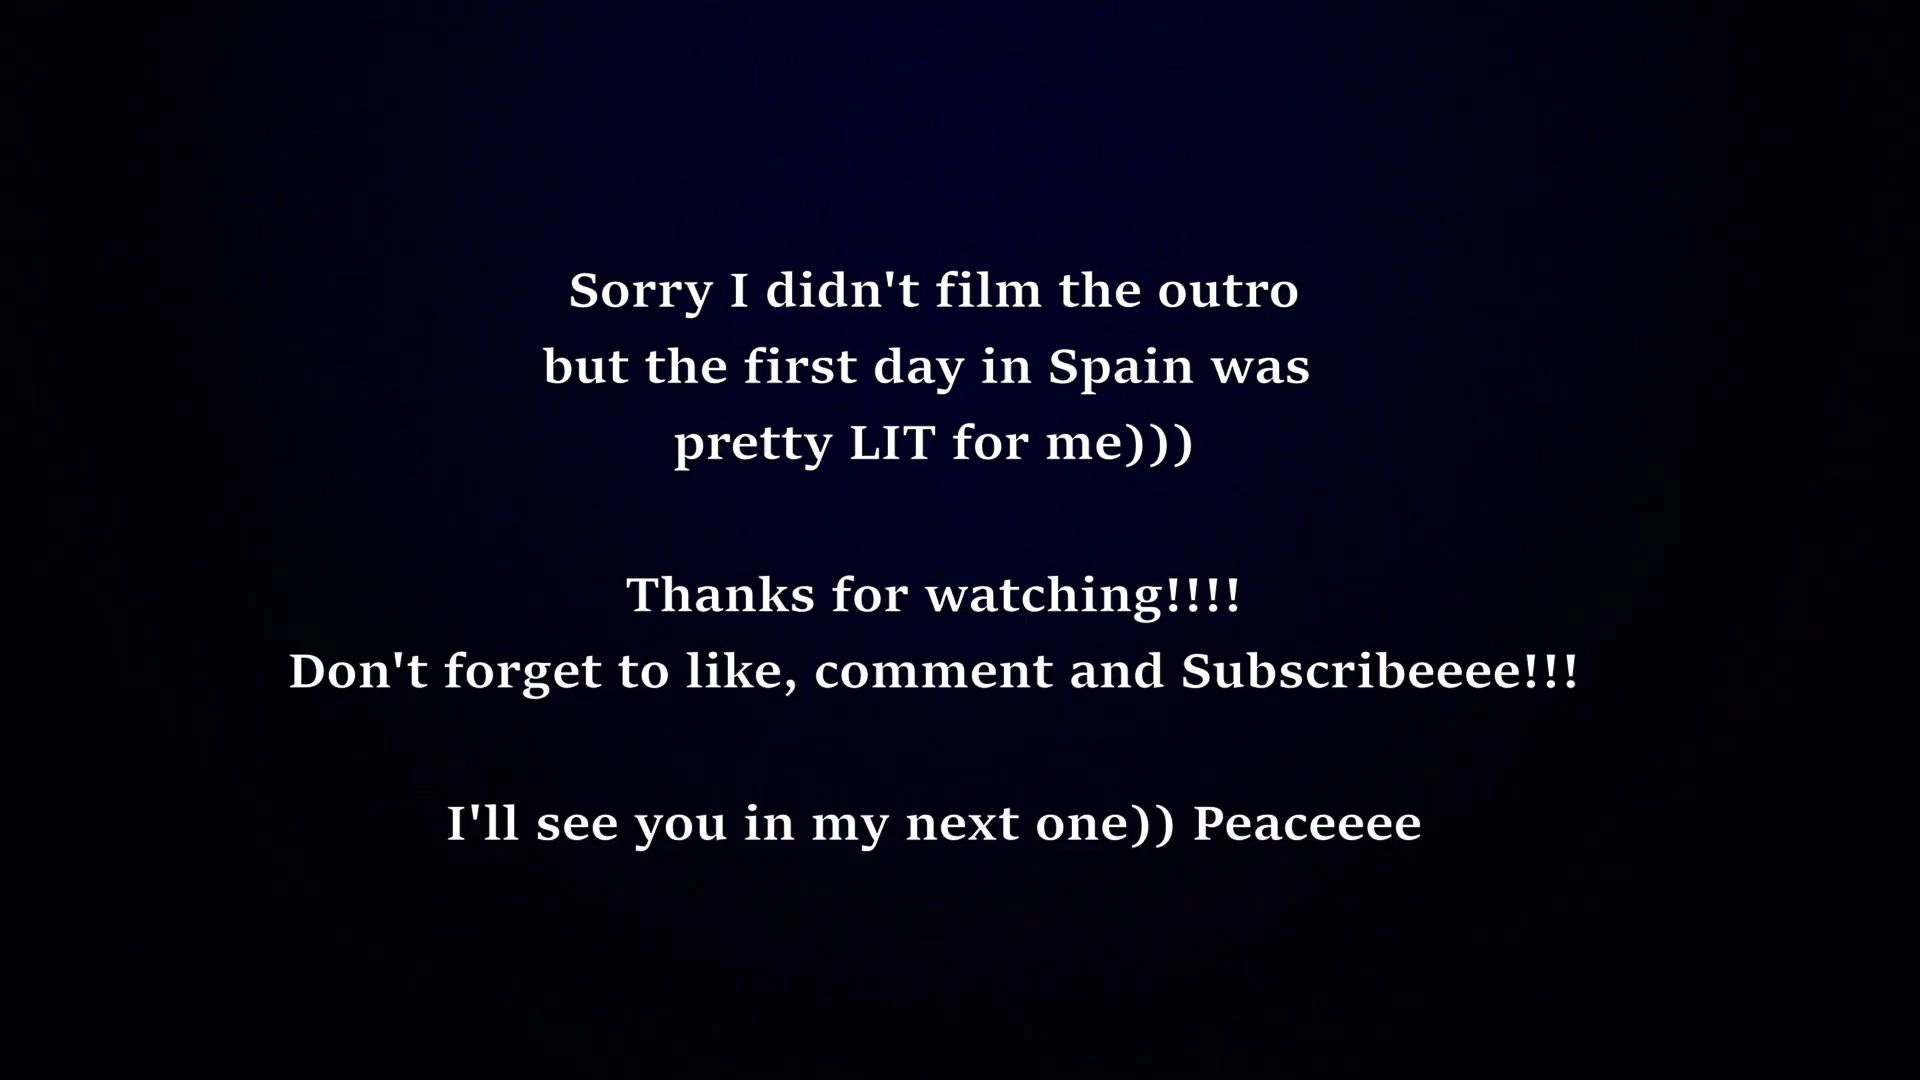 Sorry I didn't film the outro
but the first day in Spain was
pretty LIT for me)))
Thanks for watching!!!!
Don't forget to like, comment and Subscribeeee!!!
I'll see you in my next one)) Peaceeee